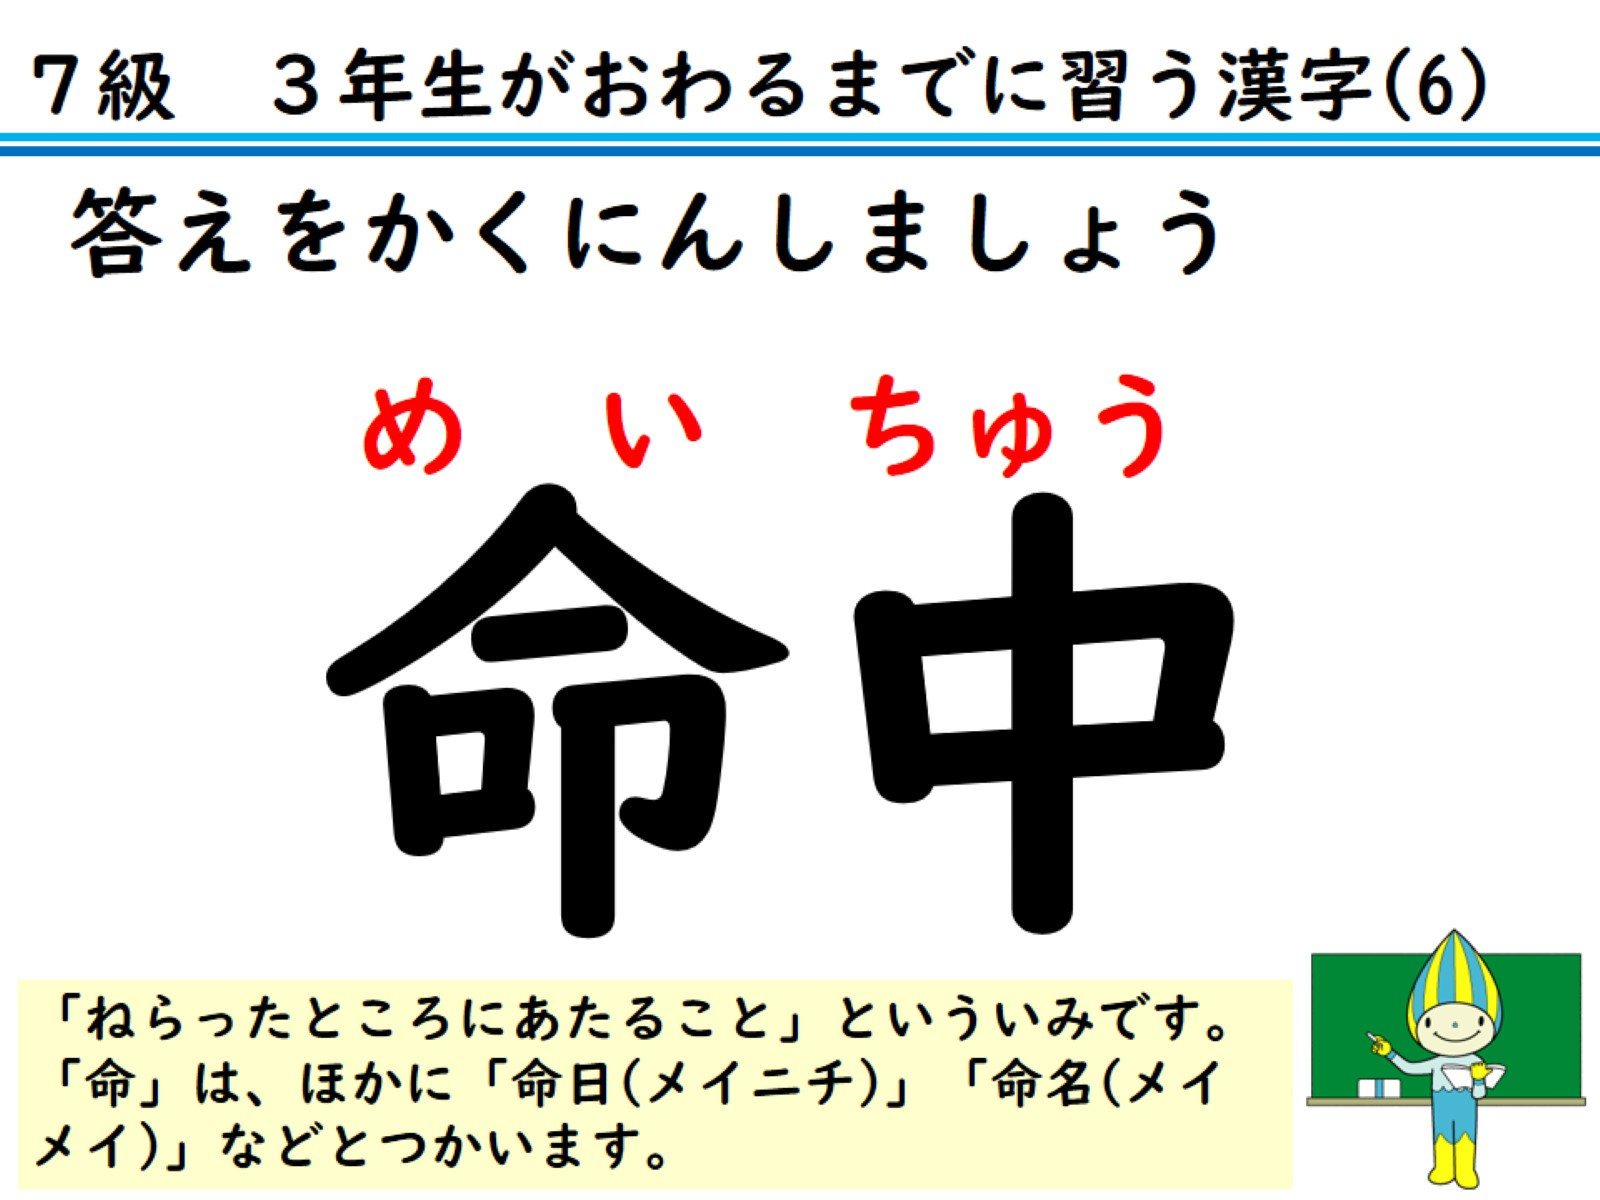 ７級　３年生がおわるまでに習う漢字(6)
答えをかくにんしましょう
めいちゅう
命中
「ねらったところにあたること」といういみです。
「命」は、ほかに「命日(メイニチ)」「命名(メイ
メイ)」などとつかいます。